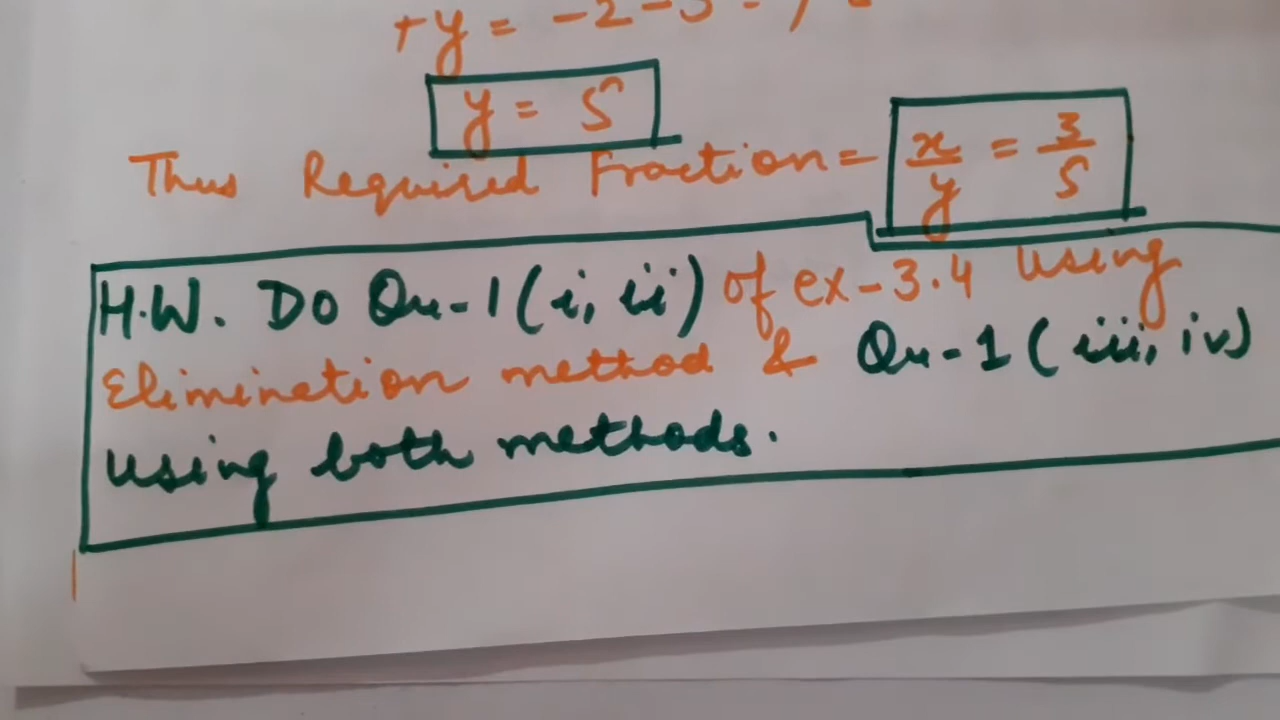 +y = -2-3
y = 5
Thus Required Fraction = x/y = 3/5
H.W. Do Qu-1(i, ii) of ex-3.4 using
Elimination method & Qu-1(iii, iv)
using both methods.